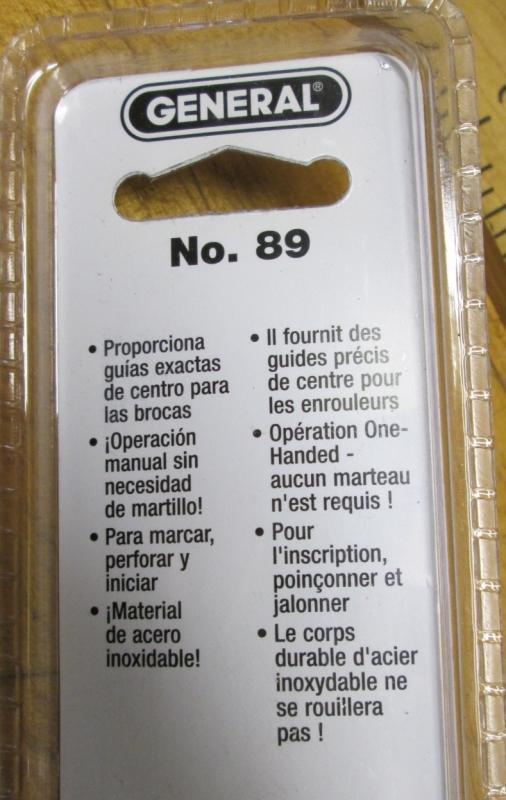 GENERAL®
No. 89
• Proporciona
guías exactas
de centro para
las brocas
• ¡Operación
manual sin
necesidad
de martillo!
• Para marcar,
perforar y
iniciar
• ¡Material
de acero
inoxidable!
• Il fournit des
guides précis
de centre pour
les enrouleurs
• Opération One-
Handed -
aucun marteau
n'est requis !
• Pour
l'inscription,
poinçonner et
jalonner
• Le corps
durable d'acier
inoxydable ne
se rouillera
pas !